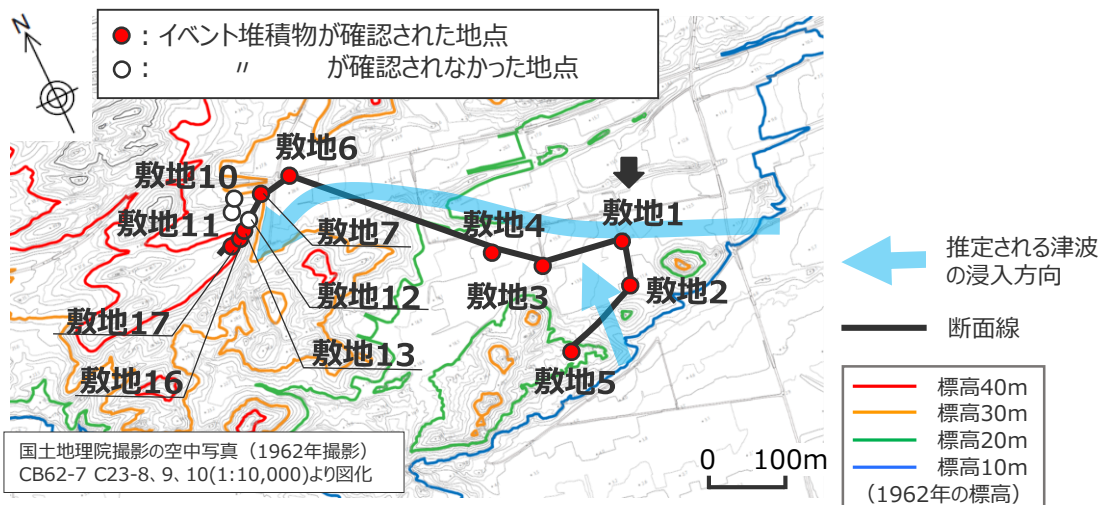 N
● : イベント堆積物が確認された地点
○ : 〃 が確認されなかった地点
敷地6
敷地10
敷地11
敷地7
敷地4
敷地1
敷地3
敷地2
敷地12
敷地17
敷地13
敷地16
敷地5
推定される津波
の浸入方向
断面線
標高40m
標高30m
標高20m
標高10m
(1962年の標高)
国土地理院撮影の空中写真（1962年撮影）
CB62-7 C23-8、9、10(1:10,000)より図化
0 100m